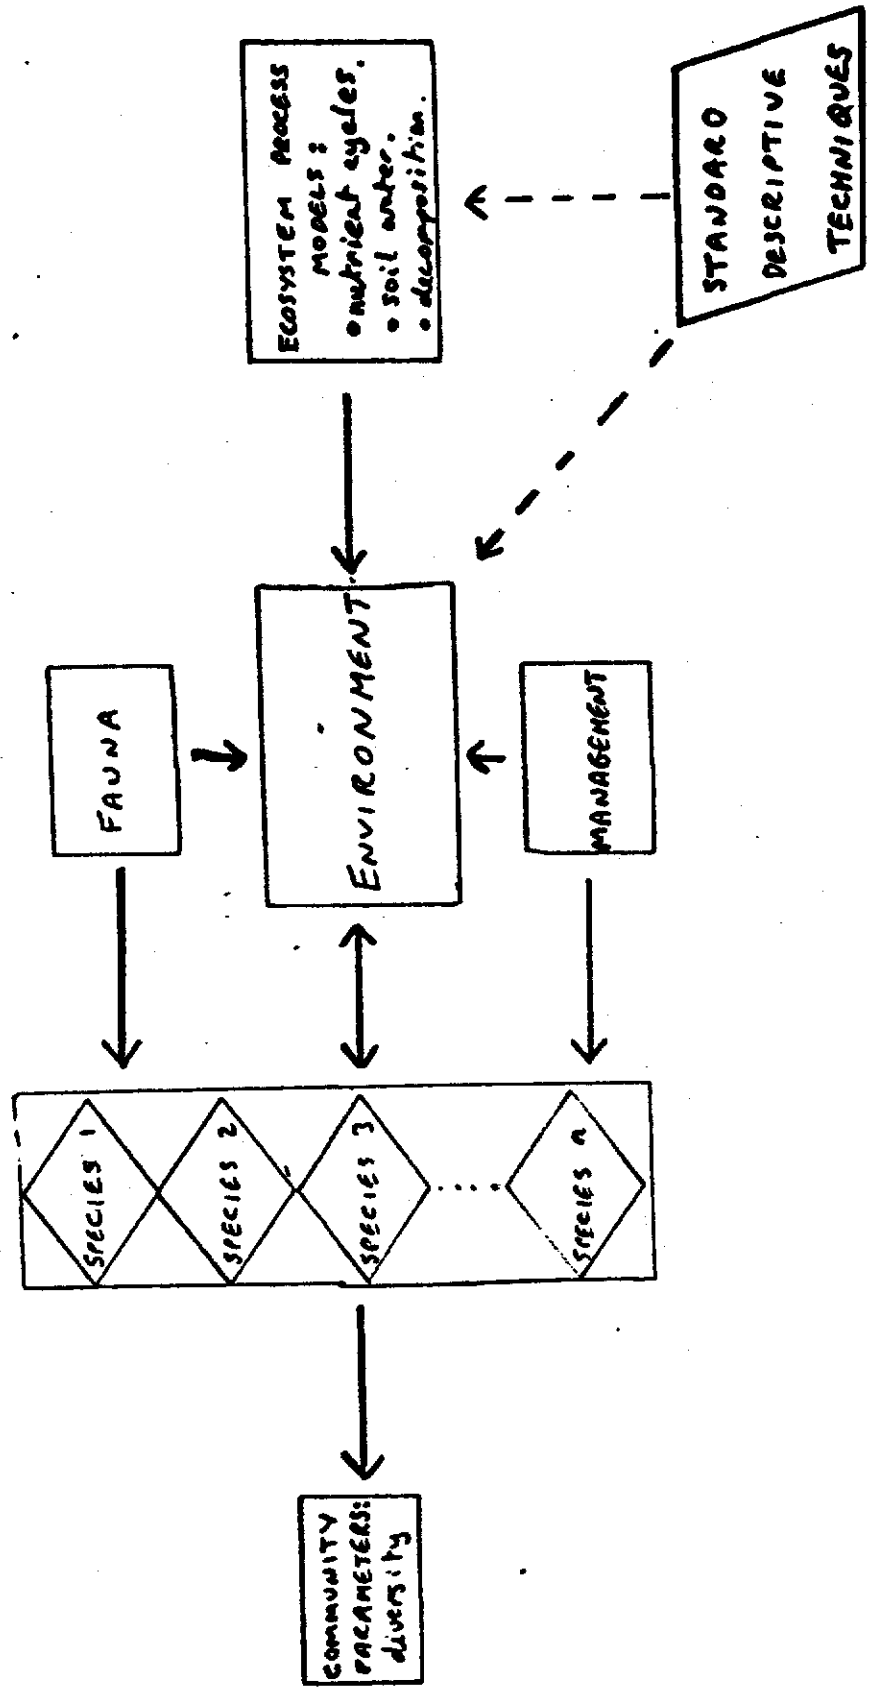 COMMUNITY
PARAMETERS:
diversity
SPECIES 1
SPECIES 2
SPECIES 3
SPECIES n
FAUNA
ENVIRONMENT
MANAGEMENT
ECOSYSTEM PROCESS
MODELS:
• nutrient cycles.
• soil water.
• decomposition.
STANDARD
DESCRIPTIVE
TECHNIQUES